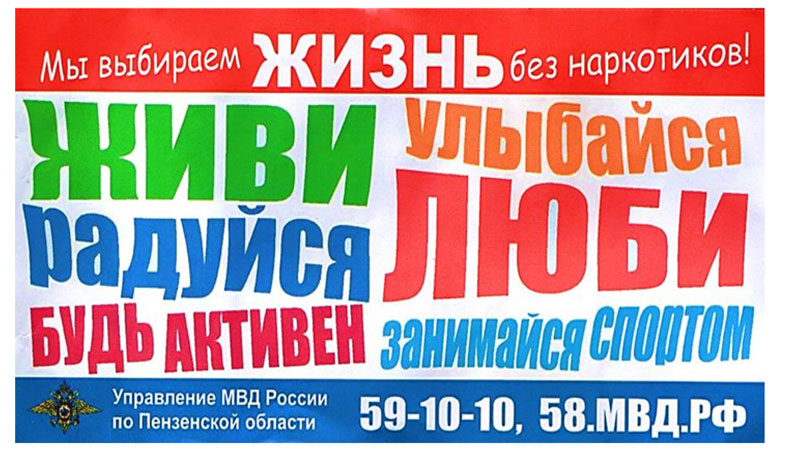 Мы выбираем ЖИЗНЬ без наркотиков!
ЖИВИ
радуйся
БУДЬ АКТИВЕН
улыбайся
ЛЮБИ
занимайся спортом
Управление МВД России
по Пензенской области
59-10-10, 58.МВД.РФ